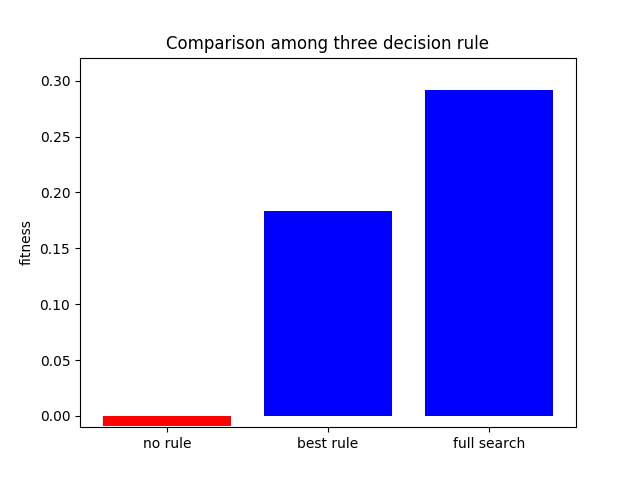 Comparison among three decision rule
fitness
0.30
0.25
0.20
0.15
0.10
0.05
0.00
no rule
best rule
full search